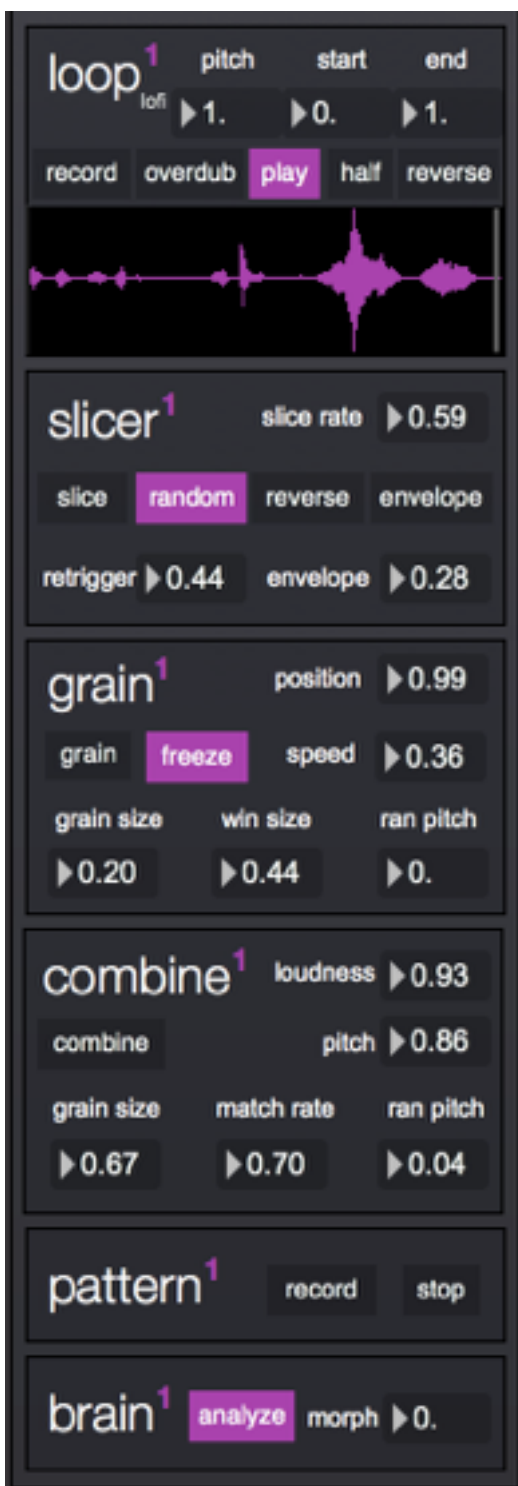 loop1 pitch start end
lofi 1. 0. 1.
record overdub play half reverse
slicer1 slice rate 0.59
slice random reverse envelope
retrigger 0.44 envelope 0.28
grain1 position 0.99
grain freeze speed 0.36
grain size win size ran pitch
0.20 0.44 0.
combine1 loudness 0.93
combine pitch 0.86
grain size match rate ran pitch
0.67 0.70 0.04
pattern1 record stop
brain1 analyze morph 0.